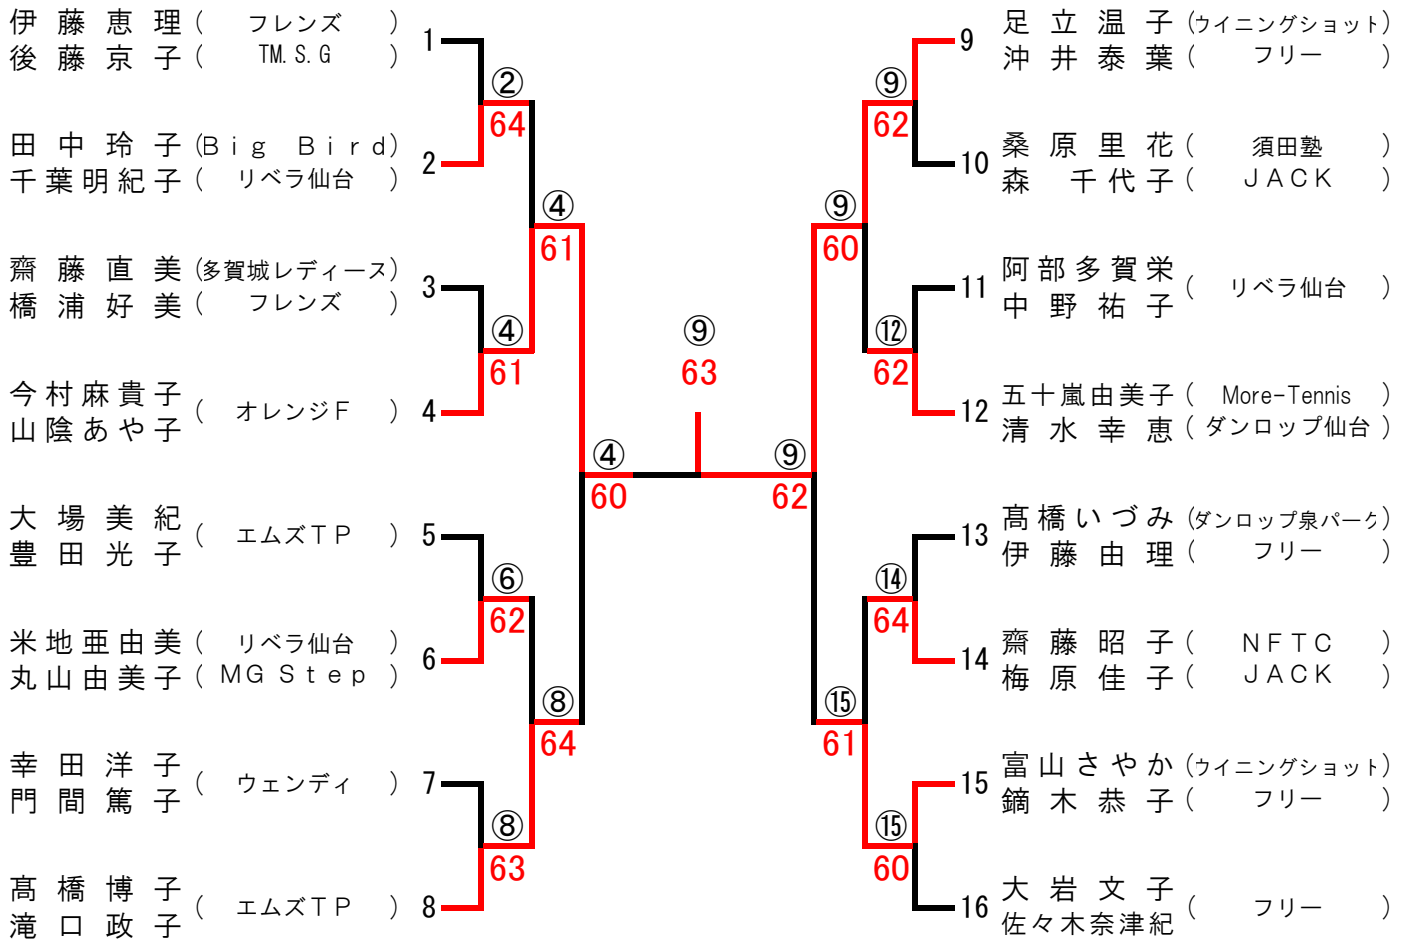 伊藤恵理 ( フレンズ )
後藤京子 ( TM.S.G )
1
②
64
田中玲子 (Big Bird)
千葉明紀子 ( リベラ仙台 )
2
④
61
齋藤直美 (多賀城レディース)
橋浦好美 ( フレンズ )
3
④
61
今村麻貴子
山陰あや子
( オレンジF )
4
④
60
大場美紀
豊田光子
( エムズTP )
5
⑥
62
米地亜由美 ( リベラ仙台 )
丸山由美子 ( MG Step )
6
⑧
64
幸田洋子
門間篤子
( ウェンディ )
7
⑧
63
髙橋博子
滝口政子
( エムズTP )
8
⑨
63
9
足立温子 (ウイニングショット)
沖井泰葉 ( フリー )
⑨
62
10
桑原里花 ( 須田塾 )
森千代子 ( JACK )
⑨
60
11
阿部多賀栄
中野祐子
( リベラ仙台 )
⑫
62
12
五十嵐由美子 ( More-Tennis )
清水幸恵 ( ダンロップ仙台 )
⑨
62
13
髙橋いづみ (ダンロップ泉パーク)
伊藤由理 ( フリー )
⑭
64
14
齋藤昭子 ( NFTC )
梅原佳子 ( JACK )
⑮
61
15
富山さやか (ウイニングショット)
鏑木恭子 ( フリー )
⑮
60
16
大岩文子
佐々木奈津紀
( フリー )